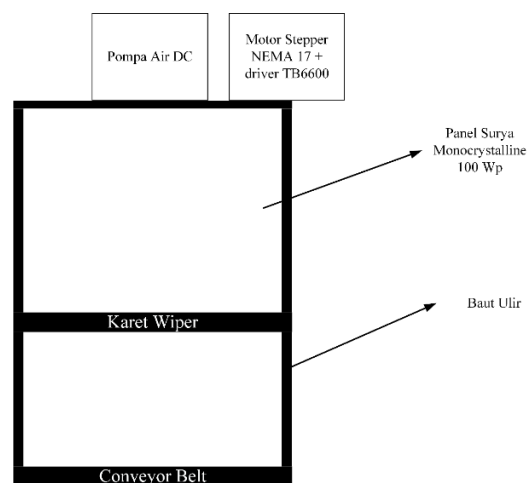 Pompa Air DC
Motor Stepper
NEMA 17 +
driver TB6600
Panel Surya
Monocrystalline
100 Wp
Karet Wiper
Baut Ulir
Conveyor Belt